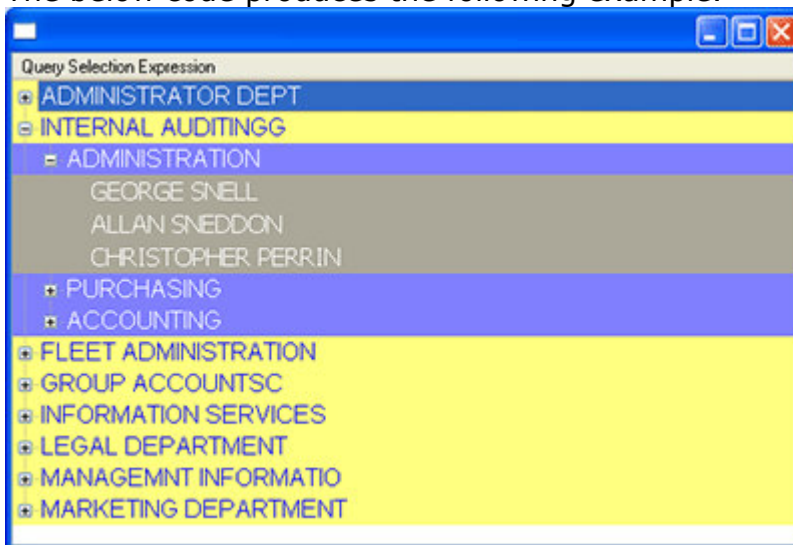 The below code produces the following example:
Query Selection Expression
ADMINISTRATOR DEPT
INTERNAL AUDITINGG
ADMINISTRATION
GEORGE SNELL
ALLAN SNEDDON
CHRISTOPHER PERRIN
PURCHASING
ACCOUNTING
FLEET ADMINISTRATION
GROUP ACCOUNTSC
INFORMATION SERVICES
LEGAL DEPARTMENT
MANAGEMNT INFORMATIO
MARKETING DEPARTMENT